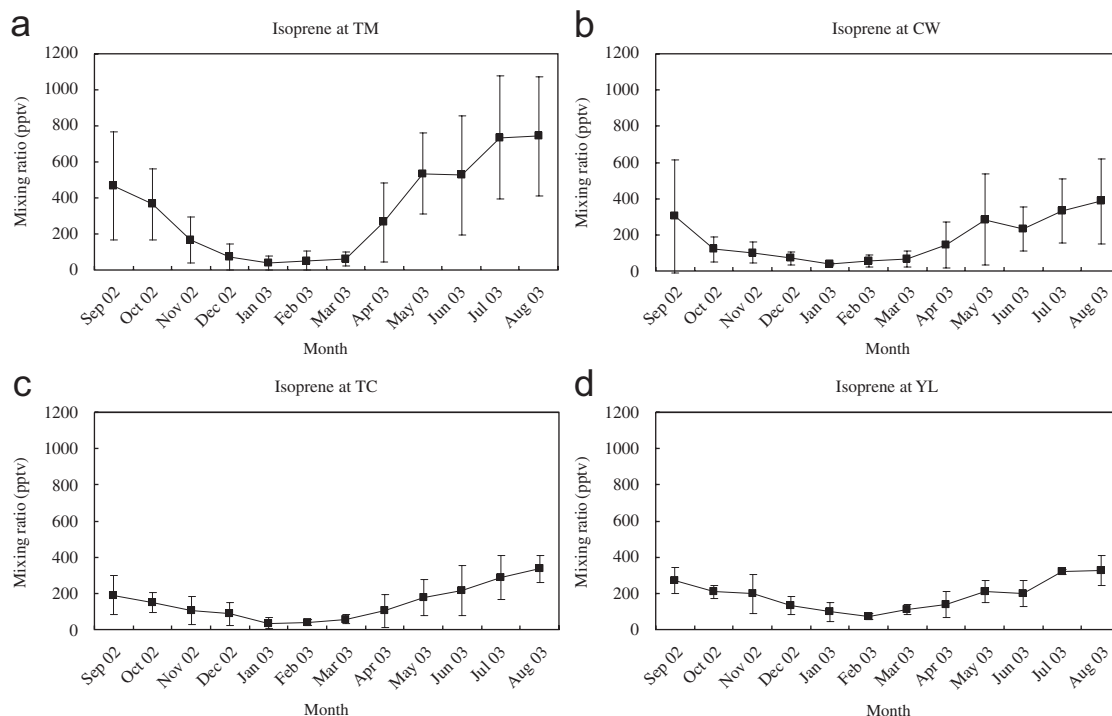 a
Isoprene at TM
Mixing ratio (pptv)
1200
1000
800
600
400
200
0
Sep 02
Oct 02
Nov 02
Dec 02
Jan 03
Feb 03
Mar 03
Apr 03
May 03
Jun 03
Jul 03
Aug 03
Month
b
Isoprene at CW
Mixing ratio (pptv)
1200
1000
800
600
400
200
0
Sep 02
Oct 02
Nov 02
Dec 02
Jan 03
Feb 03
Mar 03
Apr 03
May 03
Jun 03
Jul 03
Aug 03
Month
c
Isoprene at TC
Mixing ratio (pptv)
1200
1000
800
600
400
200
0
Sep 02
Oct 02
Nov 02
Dec 02
Jan 03
Feb 03
Mar 03
Apr 03
May 03
Jun 03
Jul 03
Aug 03
Month
d
Isoprene at YL
Mixing ratio (pptv)
1200
1000
800
600
400
200
0
Sep 02
Oct 02
Nov 02
Dec 02
Jan 03
Feb 03
Mar 03
Apr 03
May 03
Jun 03
Jul 03
Aug 03
Month